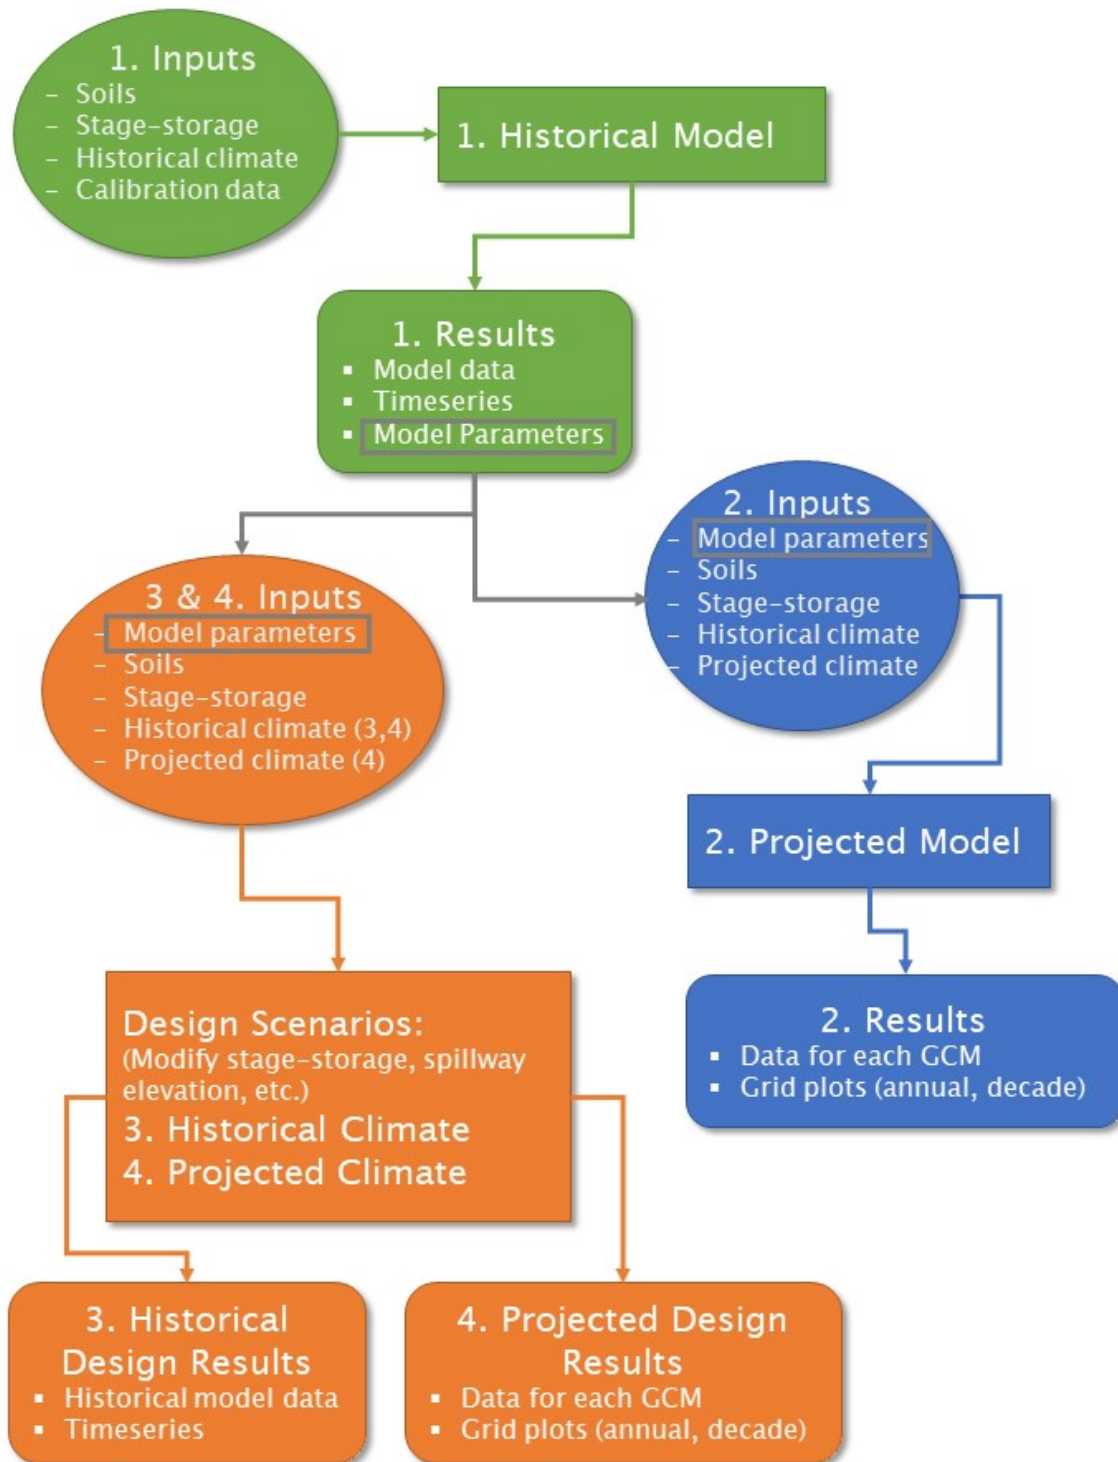 1. Inputs
- Soils
- Stage-storage
- Historical climate
- Calibration data
1. Historical Model
1. Results
▪ Model data
▪ Timeseries
▪ Model Parameters
2. Inputs
- Model parameters
- Soils
- Stage-storage
- Historical climate
- Projected climate
3 & 4. Inputs
- Model parameters
- Soils
- Stage-storage
- Historical climate (3,4)
- Projected climate (4)
2. Projected Model
2. Results
▪ Data for each GCM
▪ Grid plots (annual, decade)
Design Scenarios:
(Modify stage-storage, spillway
elevation, etc.)
3. Historical Climate
4. Projected Climate
3. Historical
Design Results
▪ Historical model data
▪ Timeseries
4. Projected Design
Results
▪ Data for each GCM
▪ Grid plots (annual, decade)